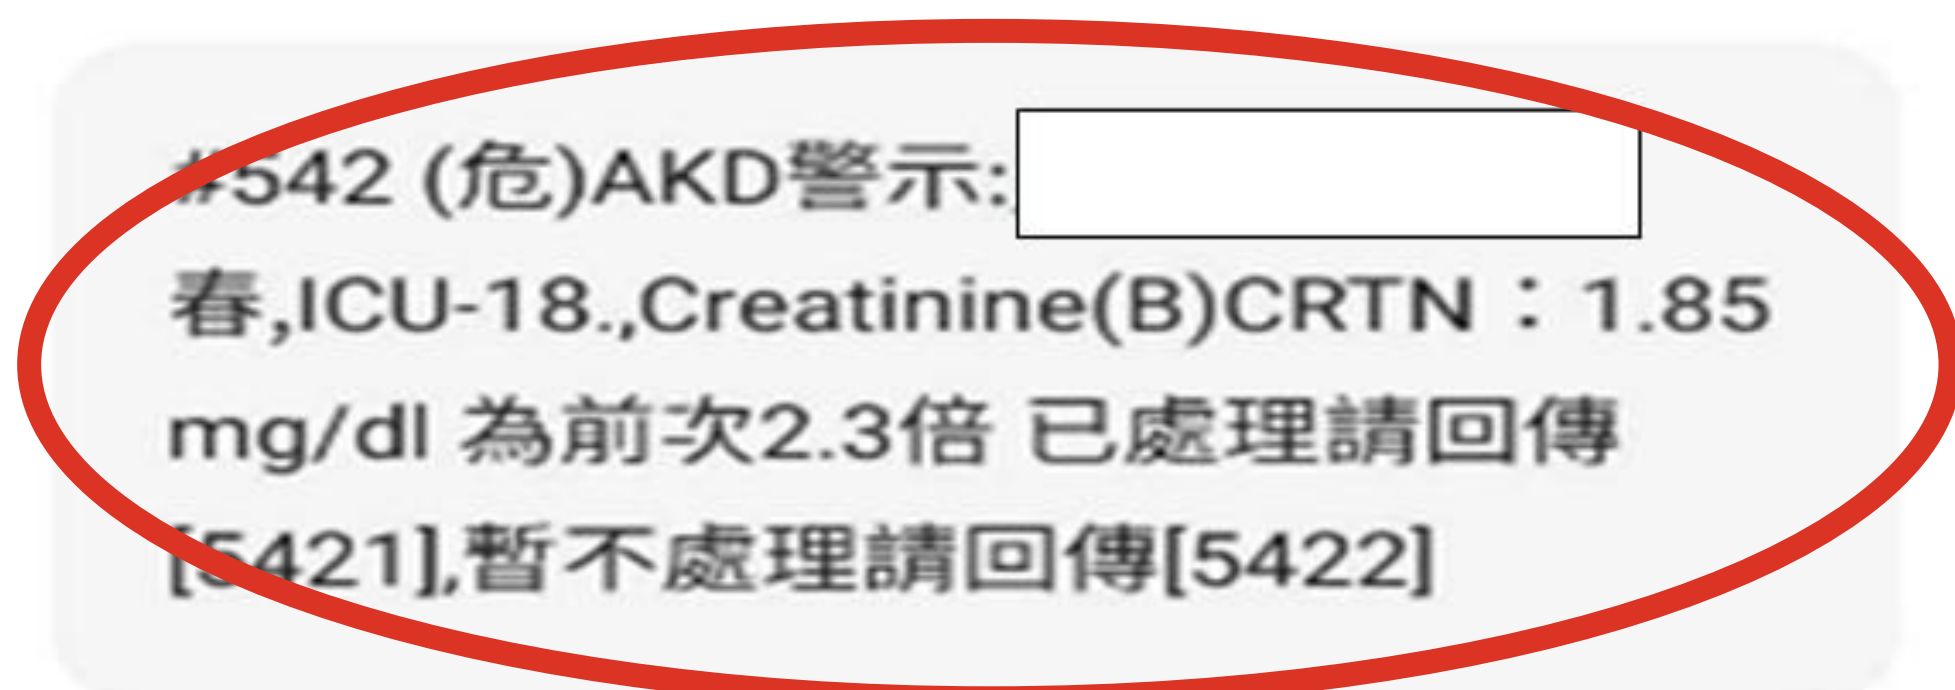 #542 (危)AKD警示:
春,ICU-18.,Creatinine(B)CRTN：1.85
mg/dl 為前次2.3倍 已處理請回傳
[5421],暫不處理請回傳[5422]